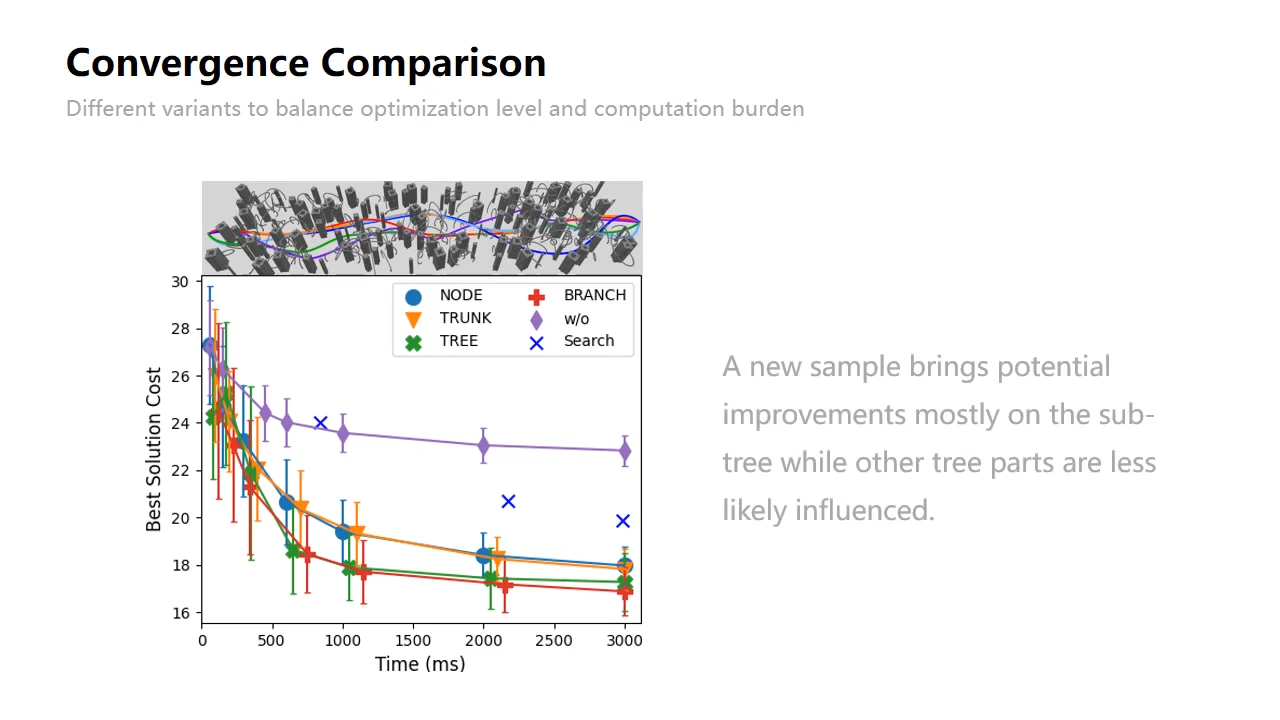 Convergence Comparison
Different variants to balance optimization level and computation burden
30
28
26
24
22
20
18
16
Best Solution Cost
NODE
TRUNK
TREE
BRANCH
w/o
Search
0 500 1000 1500 2000 2500 3000
Time (ms)
A new sample brings potential
improvements mostly on the sub-
tree while other tree parts are less
likely influenced.